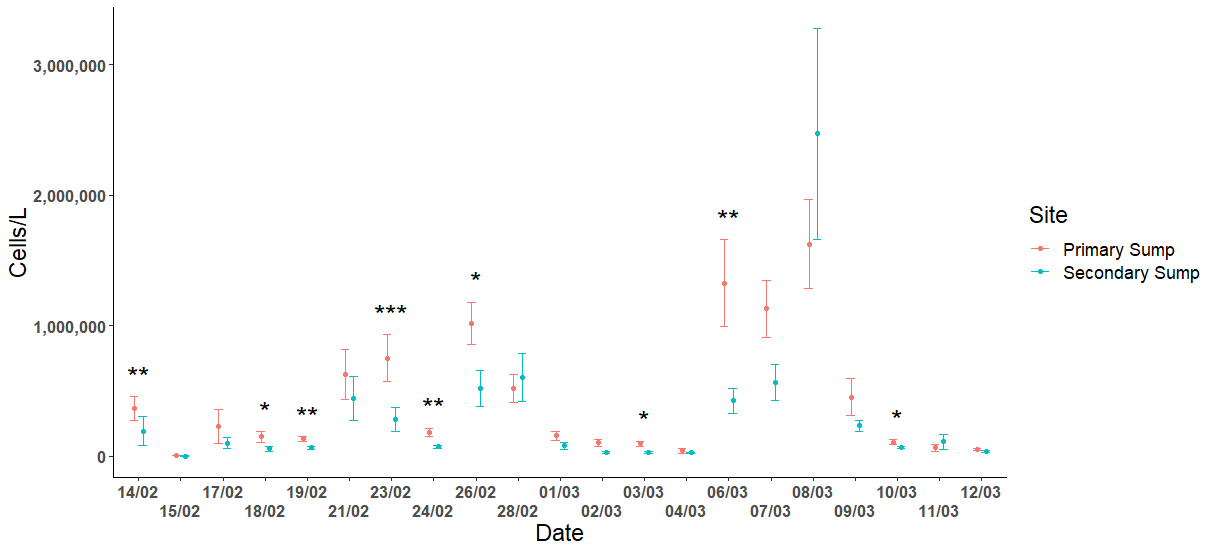 Cells/L
3,000,000
2,000,000
1,000,000
0
**
*
**
***
**
*
*
**
*
14/02 17/02 19/02 23/02 26/02 01/03 03/03 06/03 08/03 10/03 12/03
15/02 18/02 21/02 24/02 28/02 02/03 04/03 07/03 09/03 11/03
Date
Site
Primary Sump
Secondary Sump